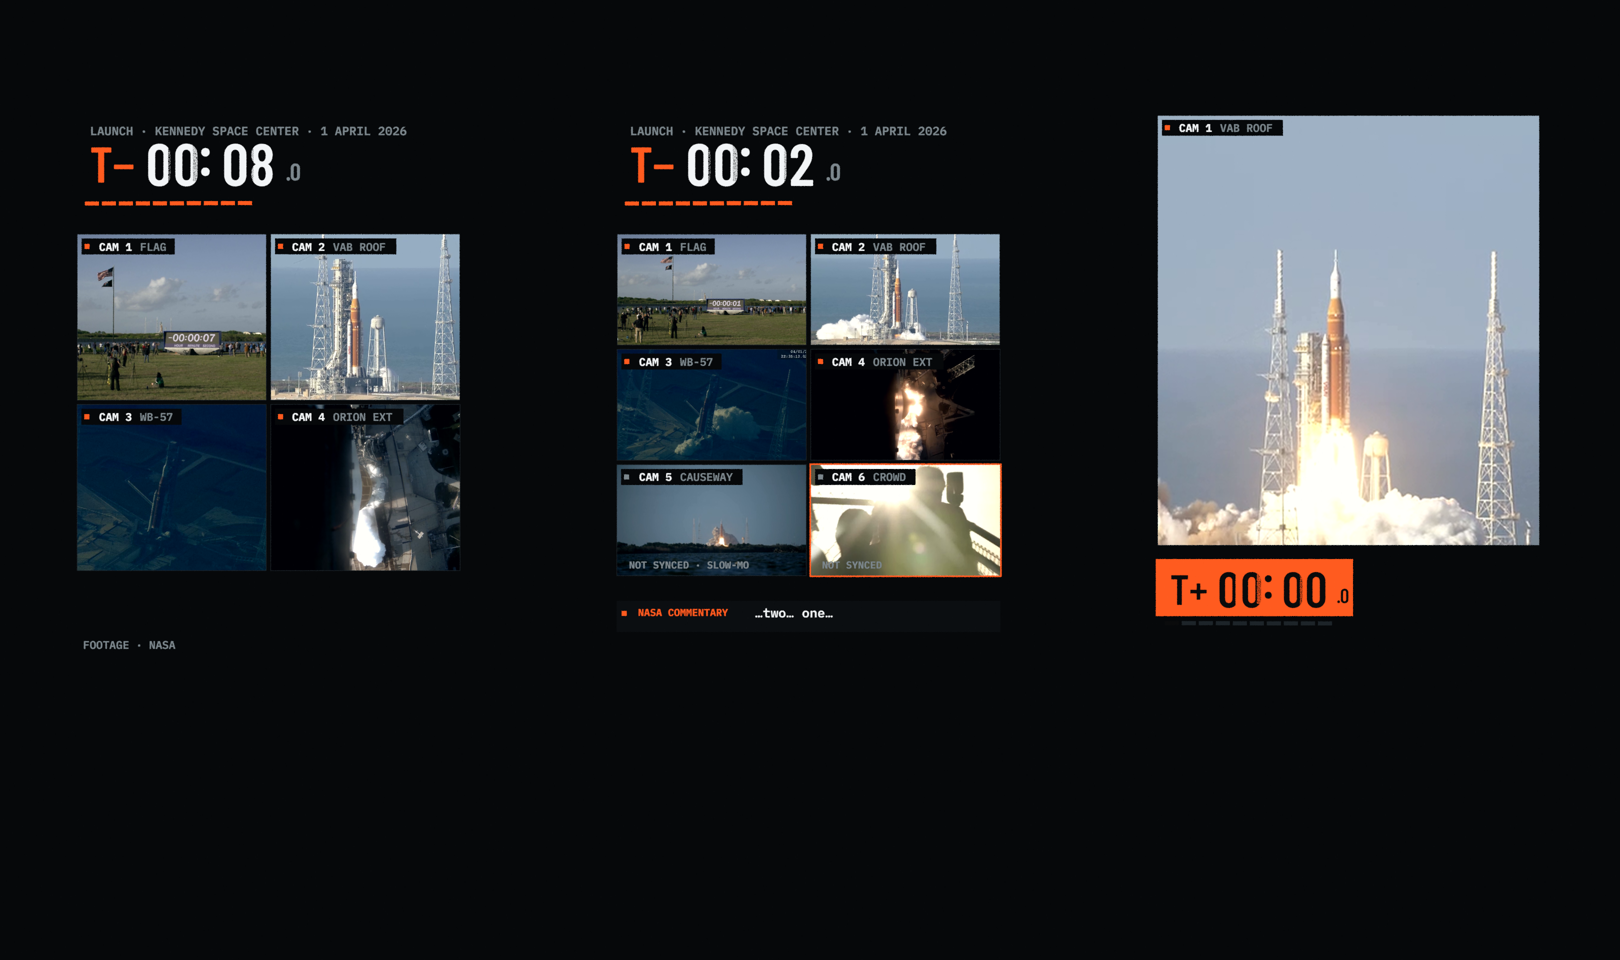 LAUNCH · KENNEDY SPACE CENTER · 1 APRIL 2026
T− 00:08 .0
CAM 1 FLAG
-00:00:07
CAM 2 VAB ROOF
CAM 3 WB-57
CAM 4 ORION EXT
FOOTAGE · NASA
LAUNCH · KENNEDY SPACE CENTER · 1 APRIL 2026
T− 00:02 .0
CAM 1 FLAG
-00:00:01
CAM 2 VAB ROOF
CAM 3 WB-57
CAM 4 ORION EXT
CAM 5 CAUSEWAY
NOT SYNCED · SLOW-MO
CAM 6 CROWD
NOT SYNCED
NASA COMMENTARY …two… one…
CAM 1 VAB ROOF
T+ 00:00 .0